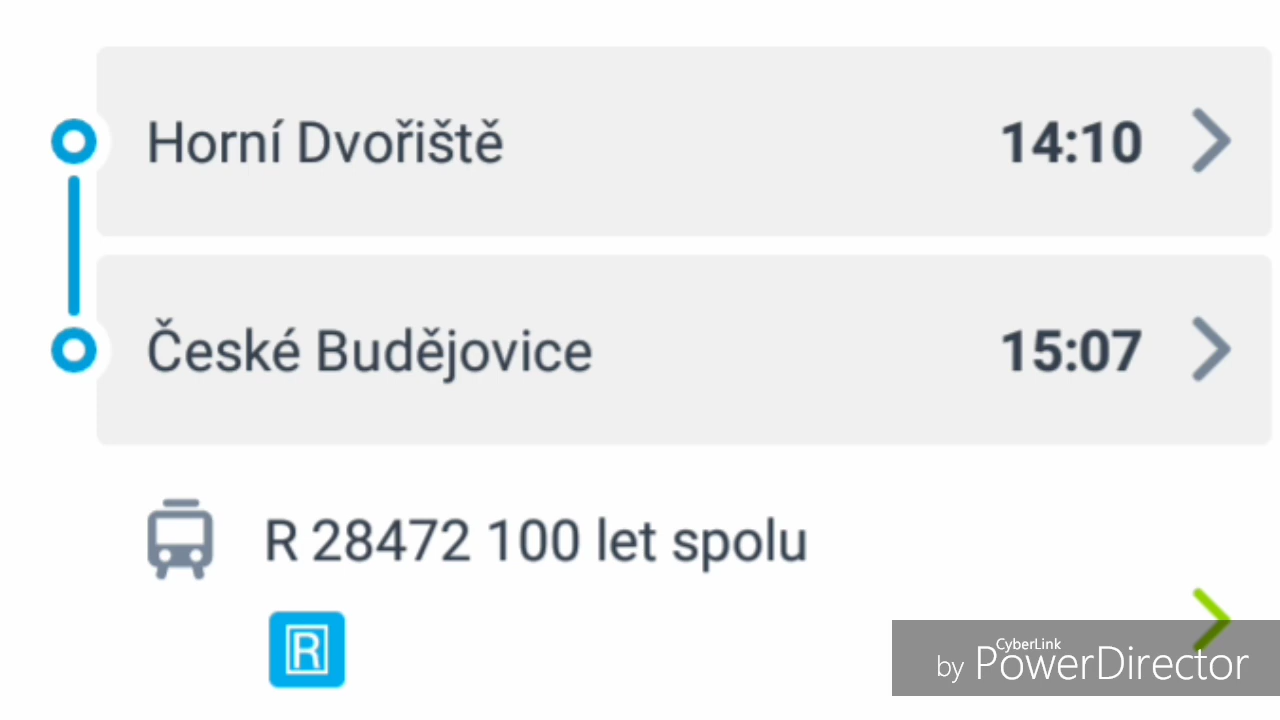 Horní Dvořiště 14:10
České Budějovice 15:07
R 28472 100 let spolu
R
CyberLink
by PowerDirector